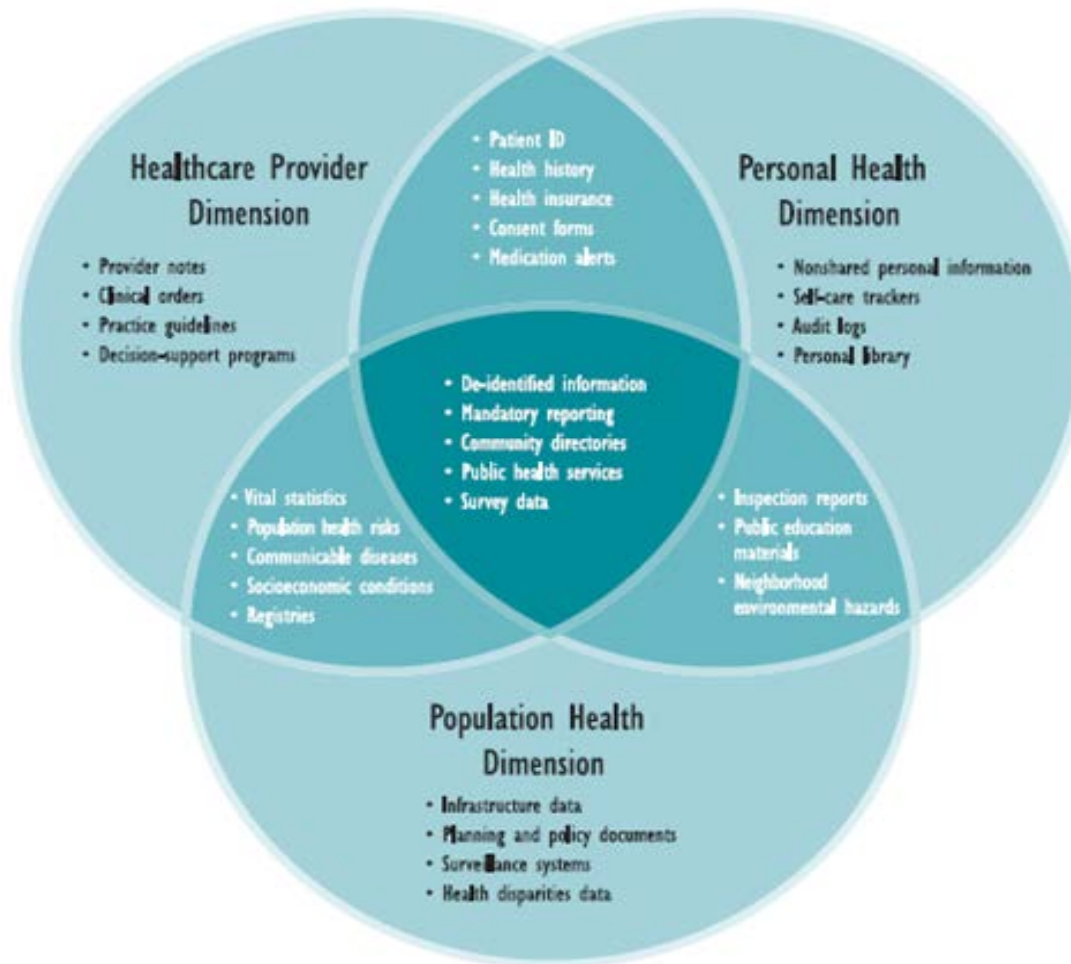 Healthcare Provider
Dimension
• Provider notes
• Clinical orders
• Practice guidelines
• Decision-support programs
• Patient ID
• Health history
• Health insurance
• Consent forms
• Medication alerts
Personal Health
Dimension
• Nonshared personal information
• Self-care trackers
• Audit logs
• Personal library
• De-identified information
• Mandatory reporting
• Community directories
• Public health services
• Survey data
• Vital statistics
• Population health risks
• Communicable diseases
• Socioeconomic conditions
• Registries
• Inspection reports
• Public education
materials
• Neighborhood
environmental hazards
Population Health
Dimension
• Infrastructure data
• Planning and policy documents
• Surveillance systems
• Health disparities data